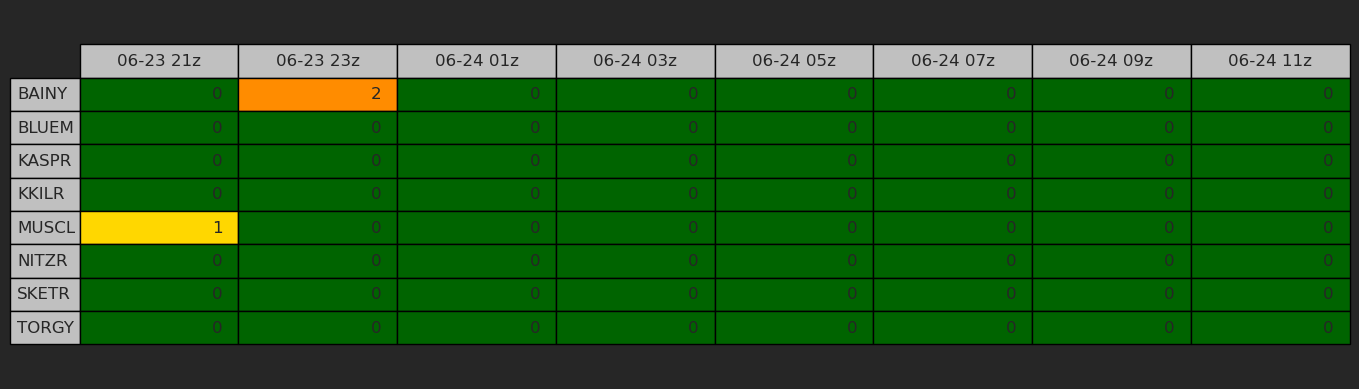 06-23 21z 06-23 23z 06-24 01z 06-24 03z 06-24 05z 06-24 07z 06-24 09z 06-24 11z
BAINY 0 2 0 0 0 0 0 0
BLUEM 0 0 0 0 0 0 0 0
KASPR 0 0 0 0 0 0 0 0
KKILR 0 0 0 0 0 0 0 0
MUSCL 1 0 0 0 0 0 0 0
NITZR 0 0 0 0 0 0 0 0
SKETR 0 0 0 0 0 0 0 0
TORGY 0 0 0 0 0 0 0 0